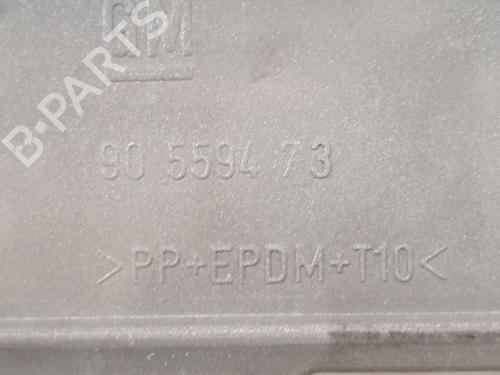 GM
B-PARTS
90 5594 73
>PP+EPDM+T10<